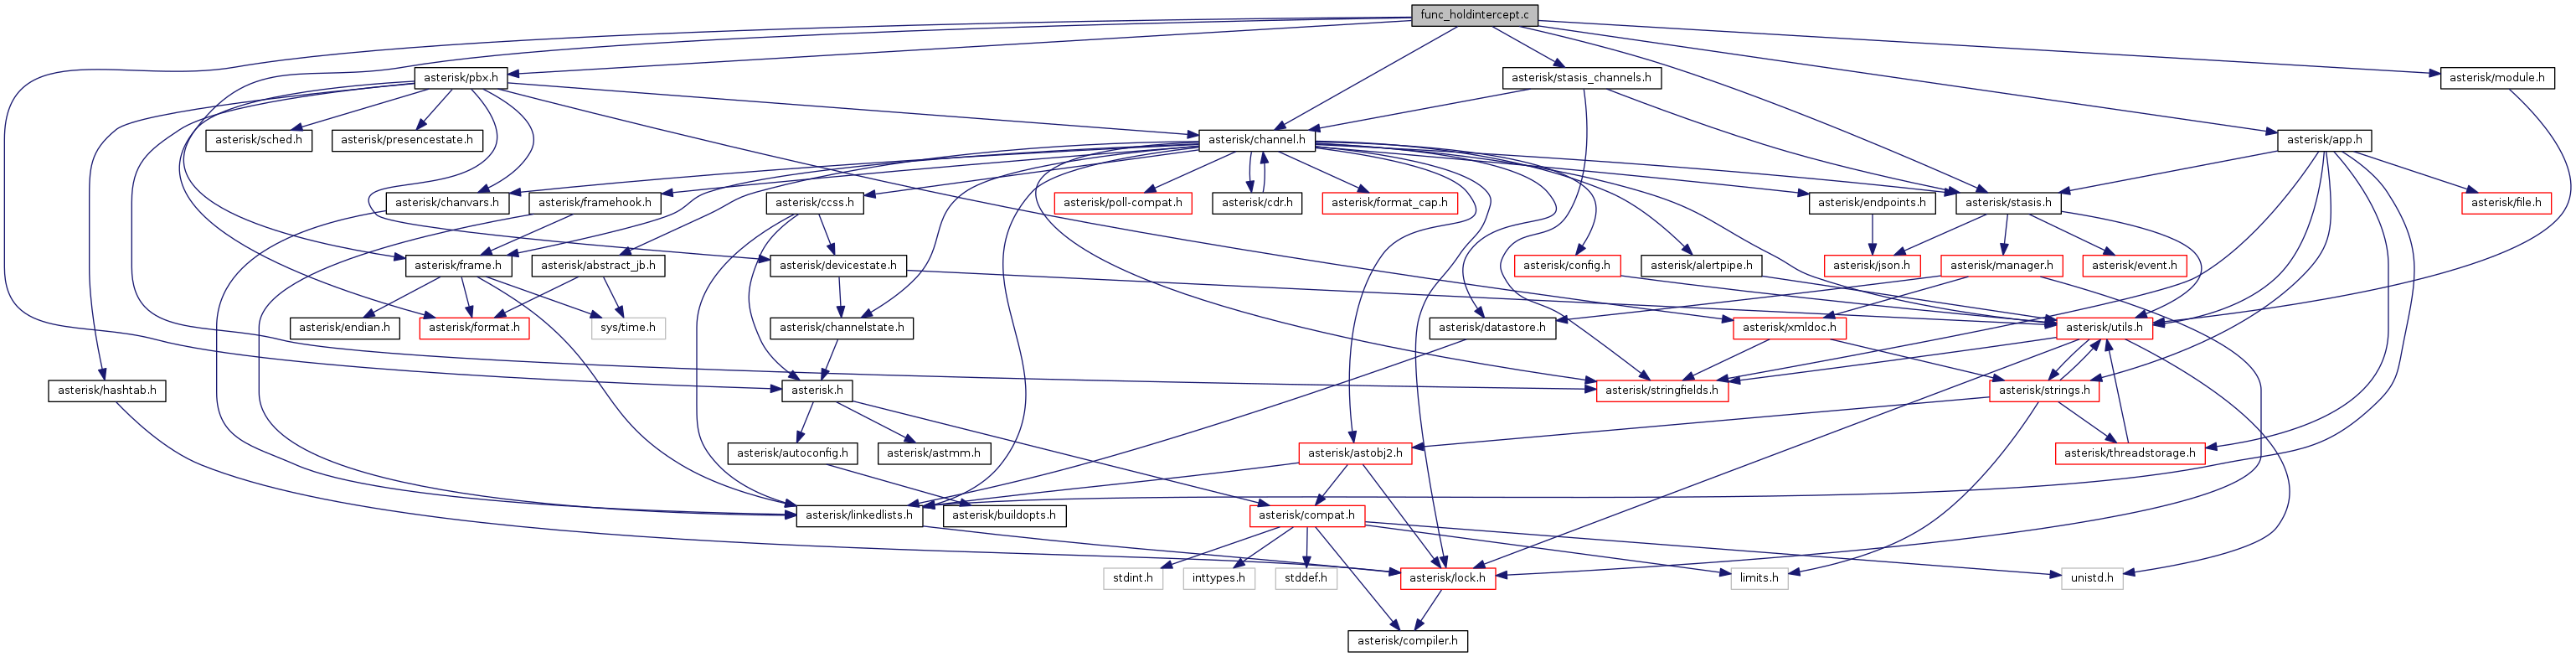 func_holdintercept.c
asterisk/pbx.h
asterisk/stasis_channels.h
asterisk/module.h
asterisk/sched.h
asterisk/presencestate.h
asterisk/channel.h
asterisk/app.h
asterisk/chanvars.h
asterisk/framehook.h
asterisk/ccss.h
asterisk/poll-compat.h
asterisk/cdr.h
asterisk/format_cap.h
asterisk/endpoints.h
asterisk/stasis.h
asterisk/file.h
asterisk/frame.h
asterisk/abstract_jb.h
asterisk/devicestate.h
asterisk/config.h
asterisk/alertpipe.h
asterisk/json.h
asterisk/manager.h
asterisk/event.h
asterisk/endian.h
asterisk/format.h
sys/time.h
asterisk/channelstate.h
asterisk/datastore.h
asterisk/xmldoc.h
asterisk/utils.h
asterisk/hashtab.h
asterisk.h
asterisk/stringfields.h
asterisk/strings.h
asterisk/autoconfig.h
asterisk/astmm.h
asterisk/astobj2.h
asterisk/threadstorage.h
asterisk/linkedlists.h
asterisk/buildopts.h
asterisk/compat.h
stdint.h
inttypes.h
stddef.h
asterisk/lock.h
limits.h
unistd.h
asterisk/compiler.h